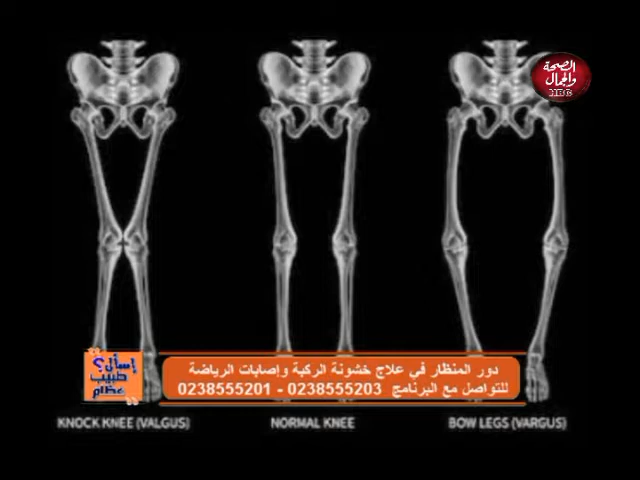 الصحة
والجمال
HBC
دور المنظار في علاج خشونة الركبة وإصابات الرياضة
للتواصل مع البرنامج 0238555203 - 0238555201
إسأل؟
طبيب
عظام
KNOCK KNEE (VALGUS)
NORMAL KNEE
BOW LEGS (VARGUS)